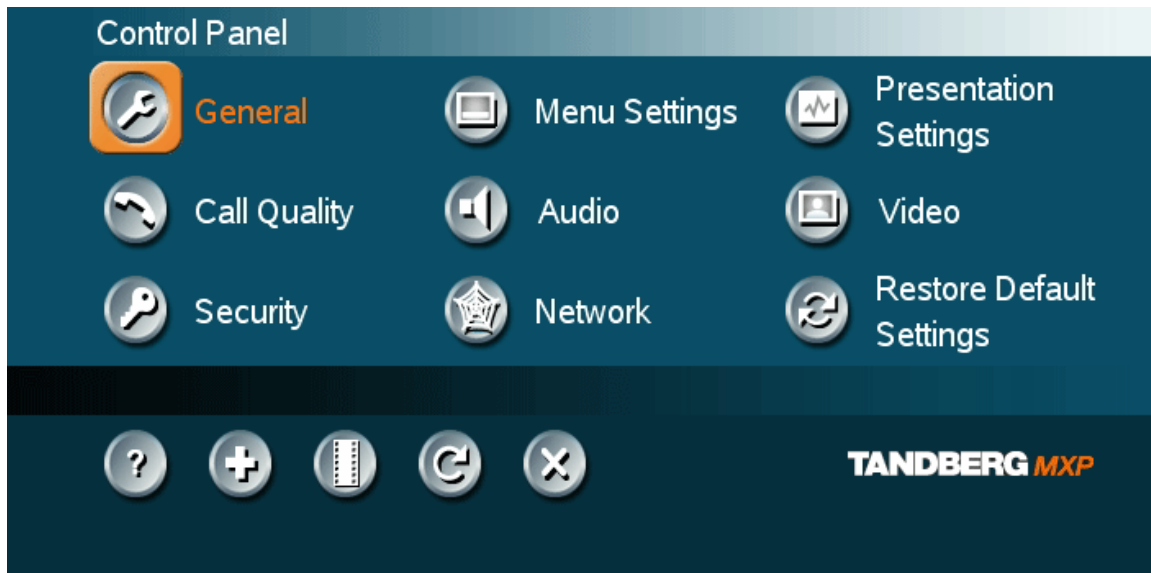 Control Panel
General
Menu Settings
Presentation
Settings
Call Quality
Audio
Video
Security
Network
Restore Default
Settings
?
TANDBERG MXP